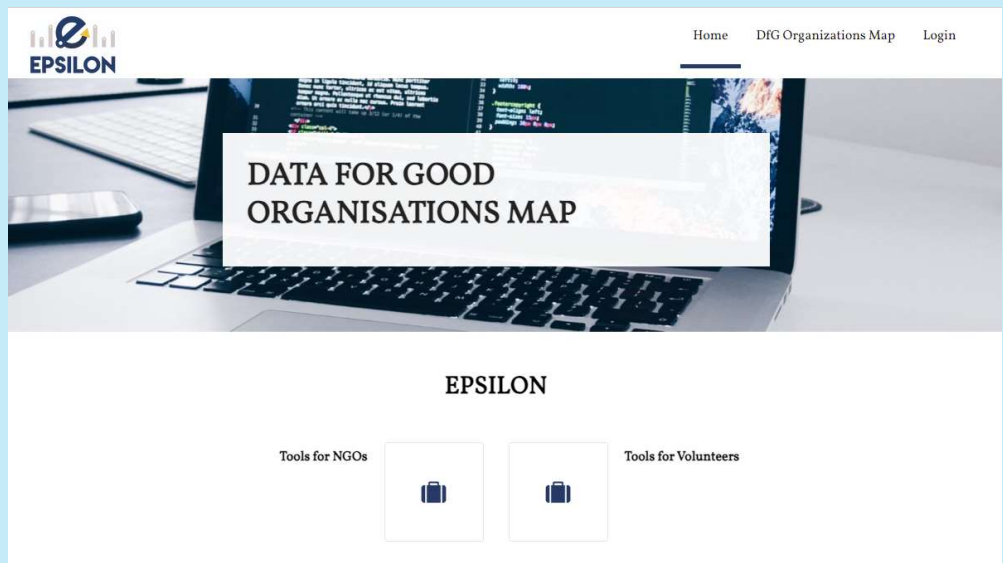 EPSILON
Home
DfG Organizations Map
Login
DATA FOR GOOD
ORGANISATIONS MAP
EPSILON
Tools for NGOs
Tools for Volunteers